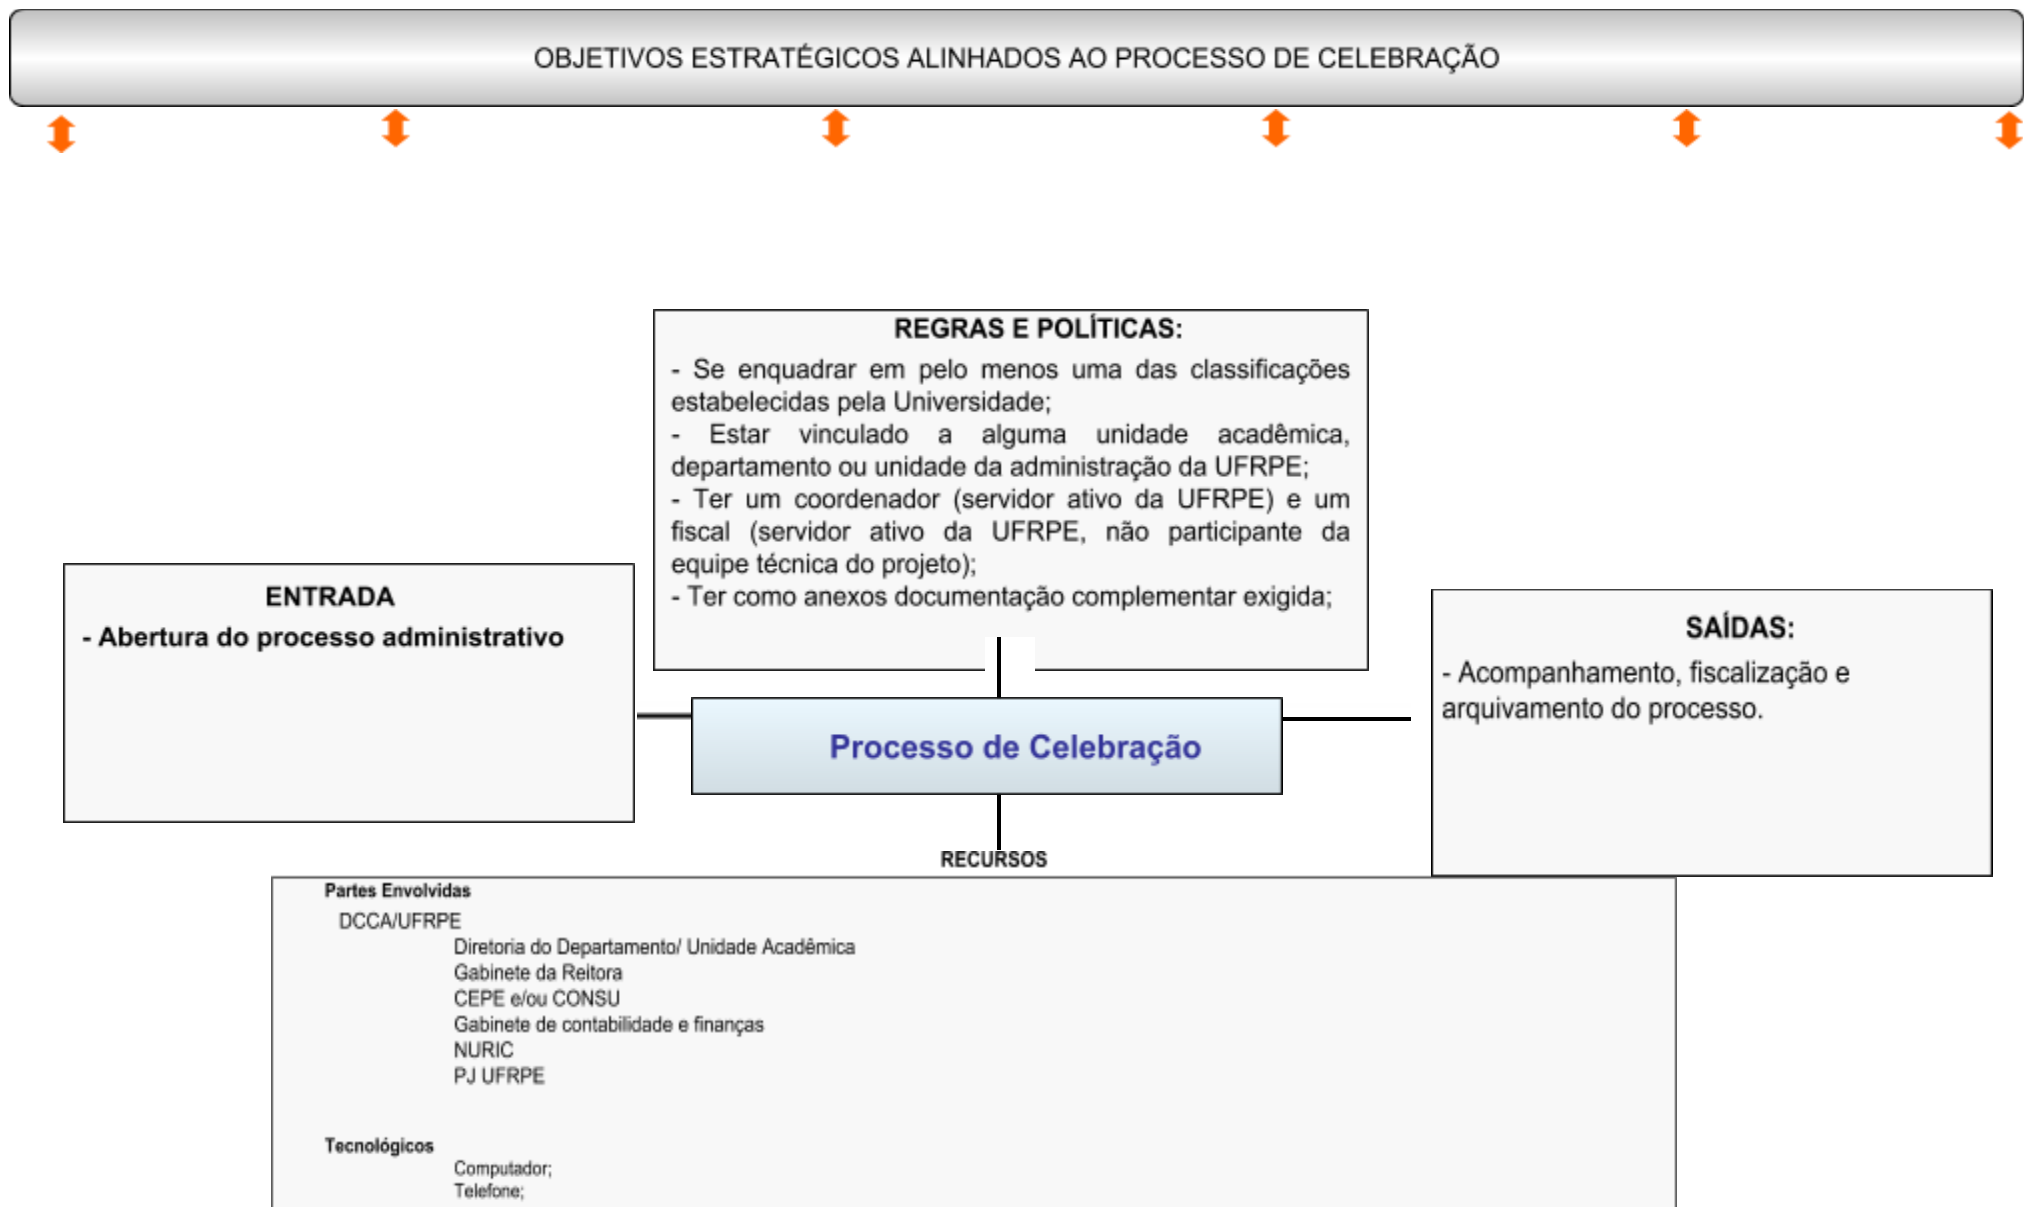 OBJETIVOS ESTRATÉGICOS ALINHADOS AO PROCESSO DE CELEBRAÇÃO
REGRAS E POLÍTICAS:
- Se enquadrar em pelo menos uma das classificações
estabelecidas pela Universidade;
- Estar vinculado a alguma unidade acadêmica,
departamento ou unidade da administração da UFRPE;
- Ter um coordenador (servidor ativo da UFRPE) e um
fiscal (servidor ativo da UFRPE, não participante da
equipe técnica do projeto);
- Ter como anexos documentação complementar exigida;
ENTRADA
- Abertura do processo administrativo
SAÍDAS:
- Acompanhamento, fiscalização e
arquivamento do processo.
Processo de Celebração
RECURSOS
Partes Envolvidas
DCCA/UFRPE
Diretoria do Departamento/ Unidade Acadêmica
Gabinete da Reitora
CEPE e/ou CONSU
Gabinete de contabilidade e finanças
NURIC
PJ UFRPE
Tecnológicos
Computador;
Telefone;